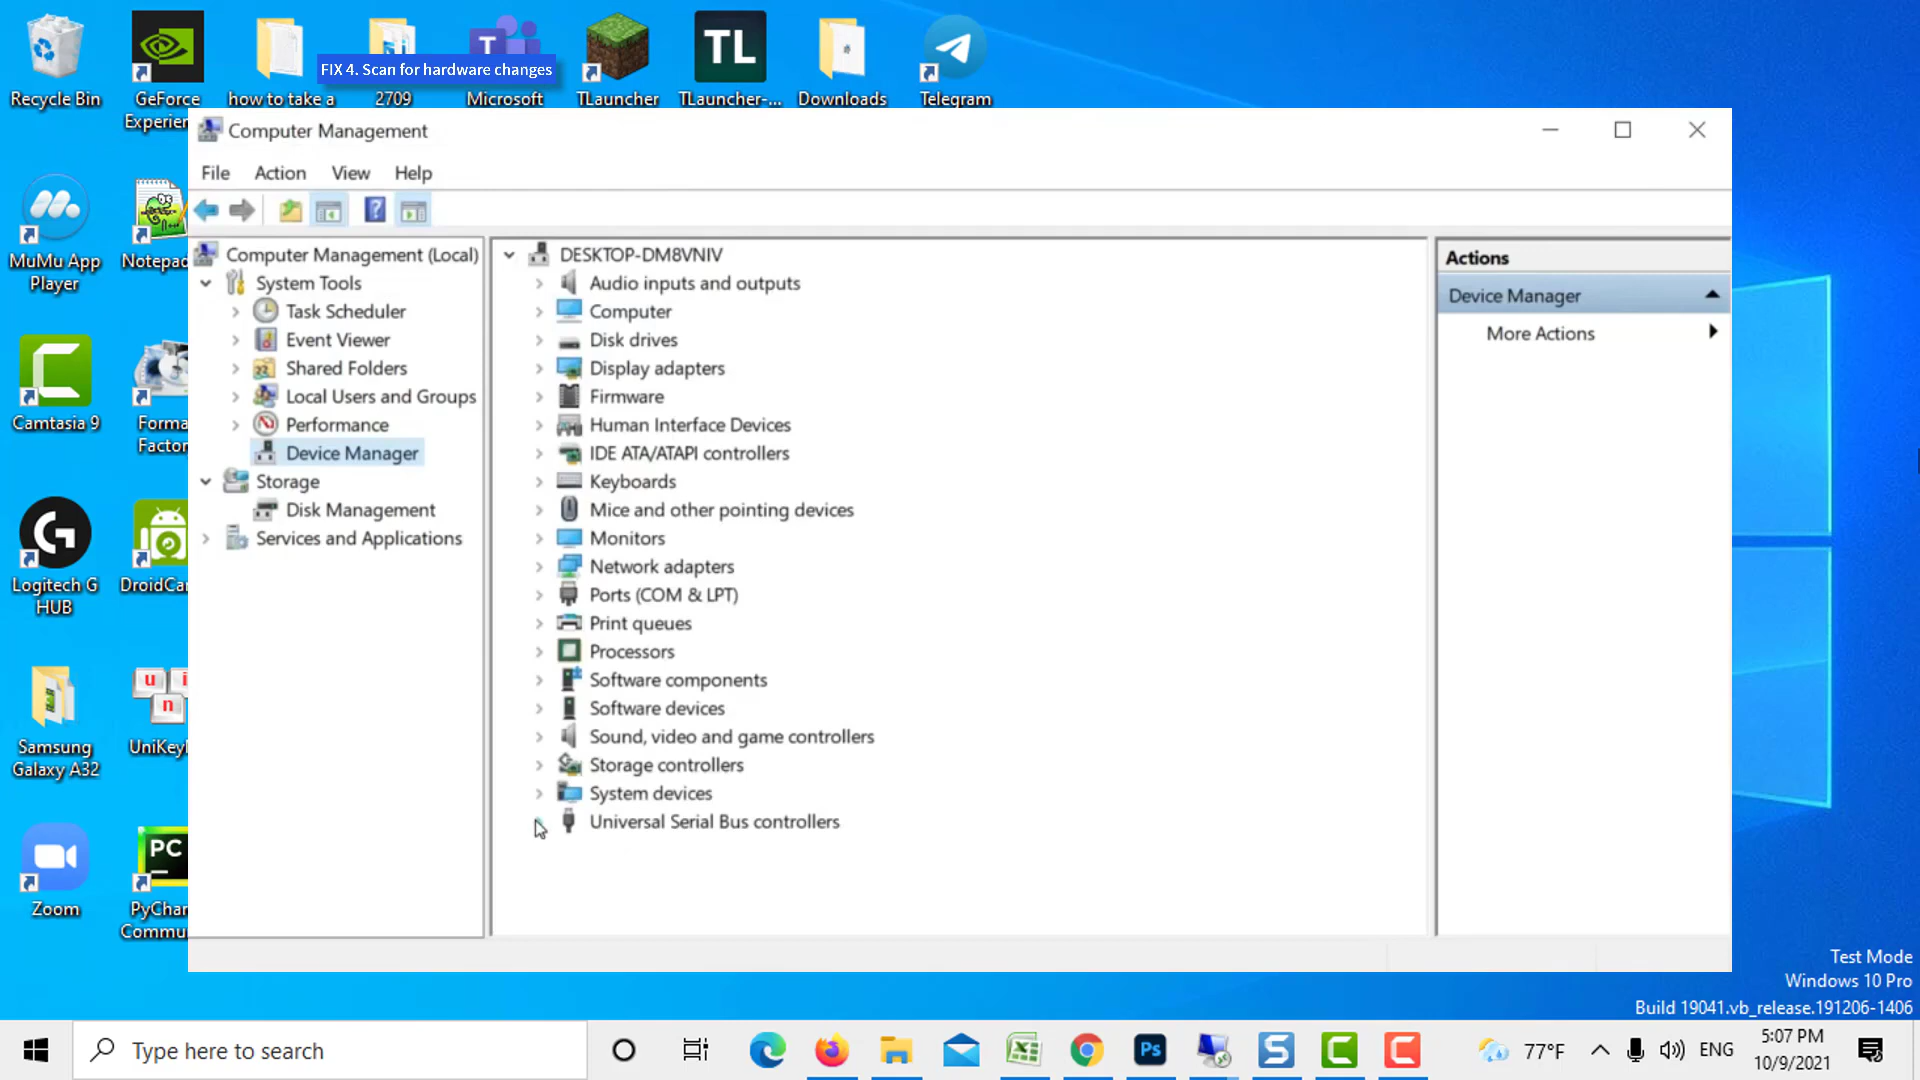 FIX 4. Scan for hardware changes
Recycle Bin
GeForce
Experien
how to take a
2709
Microsoft
TLauncher
TL
TLauncher-...
Downloads
Telegram
Computer Management
File Action View Help
Computer Management (Local)
System Tools
Task Scheduler
Event Viewer
Shared Folders
Local Users and Groups
Performance
Device Manager
Storage
Disk Management
Services and Applications
DESKTOP-DM8VNIV
Audio inputs and outputs
Computer
Disk drives
Display adapters
Firmware
Human Interface Devices
IDE ATA/ATAPI controllers
Keyboards
Mice and other pointing devices
Monitors
Network adapters
Ports (COM & LPT)
Print queues
Processors
Software components
Software devices
Sound, video and game controllers
Storage controllers
System devices
Universal Serial Bus controllers
Actions
Device Manager
More Actions
MuMu App
Player
Notepad
Camtasia 9
Forma
Factor
Logitech G
HUB
DroidCa
Samsung
Galaxy A32
u i
n
UniKey
Zoom
PC
PyChar
Commu
Test Mode
Windows 10 Pro
Build 19041.vb_release.191206-1406
Type here to search
Ps
77°F
ENG
5:07 PM
10/9/2021